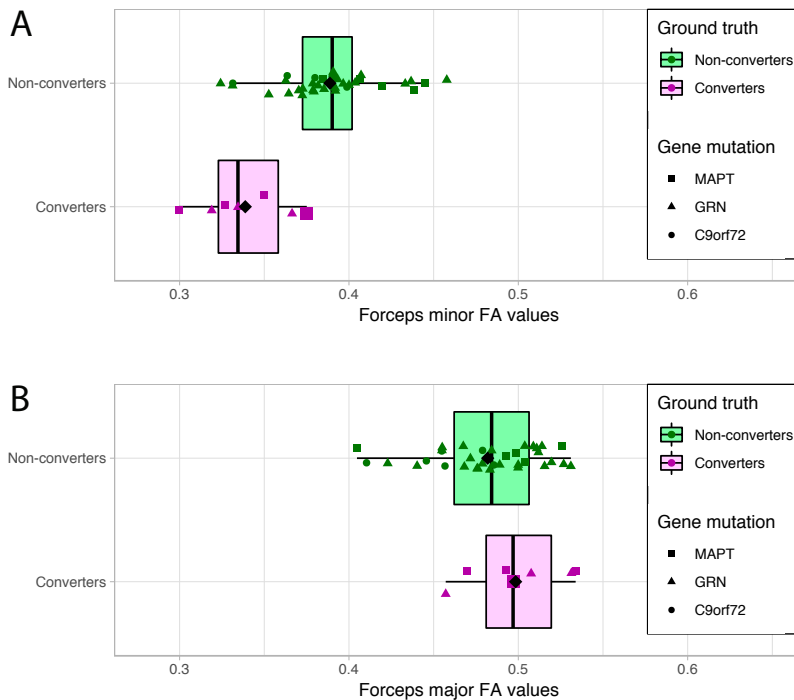 A
Non-converters
Converters
0.3
0.4
0.5
0.6
Forceps minor FA values
Ground truth
Non-converters
Converters
Gene mutation
MAPT
GRN
C9orf72
B
Non-converters
Converters
0.3
0.4
0.5
0.6
Forceps major FA values
Ground truth
Non-converters
Converters
Gene mutation
MAPT
GRN
C9orf72